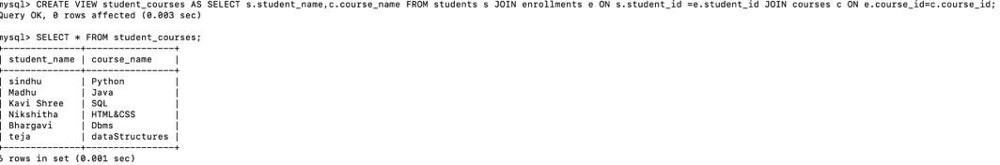 mysql> CREATE VIEW student_courses AS SELECT s.student_name,c.course_name FROM students s JOIN enrollments e ON s.student_id =e.student_id JOIN courses c ON e.course_id=c.course_id;
Query OK, 0 rows affected (0.003 sec)
mysql> SELECT * FROM student_courses;
+--------------+----------------+
| student_name | course_name    |
+--------------+----------------+
| sindhu       | Python         |
| Madhu        | Java           |
| Kavi Shree   | SQL            |
| Nikshitha    | HTML&CSS       |
| Bhargavi     | Dbms           |
| teja         | dataStructures |
+--------------+----------------+
6 rows in set (0.001 sec)